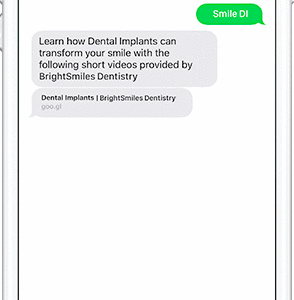 Smile DI
Learn how Dental Implants can
transform your smile with the
following short videos provided by
BrightSmiles Dentistry
Dental Implants | BrightSmiles Dentistry
goo.gl